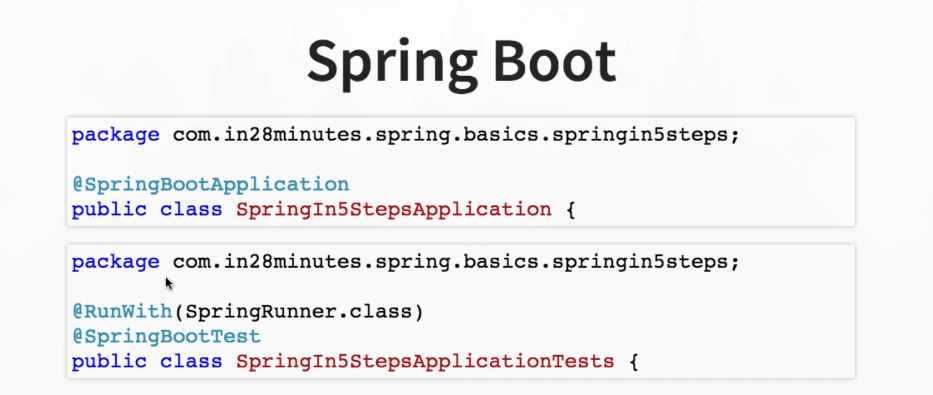 Spring Boot
package com.in28minutes.spring.basics.springin5steps;
@SpringBootApplication
public class SpringIn5StepsApplication {
package com.in28minutes.spring.basics.springin5steps;
@RunWith(SpringRunner.class)
@SpringBootTest
public class SpringIn5StepsApplicationTests {